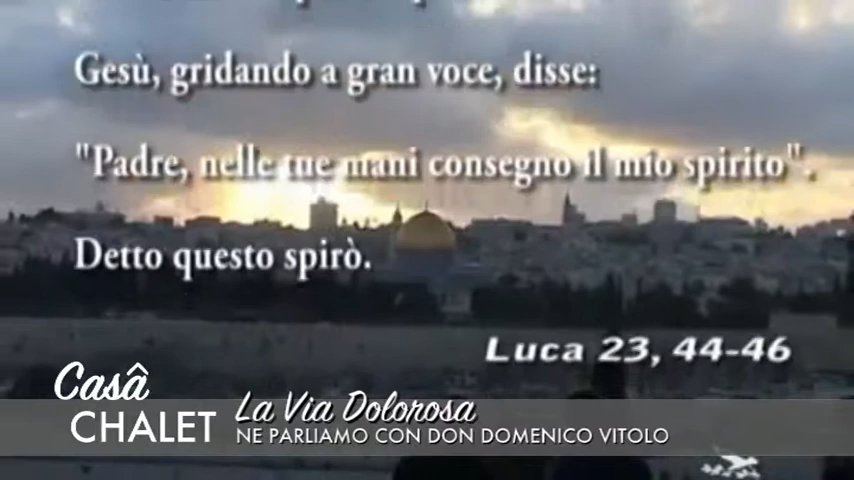 Gesù, gridando a gran voce, disse:
"Padre, nelle tue mani consegno il mio spirito".
Detto questo spirò.
Luca 23, 44-46
Casâ
CHALET
La Via Dolorosa
NE PARLIAMO CON DON DOMENICO VITOLO